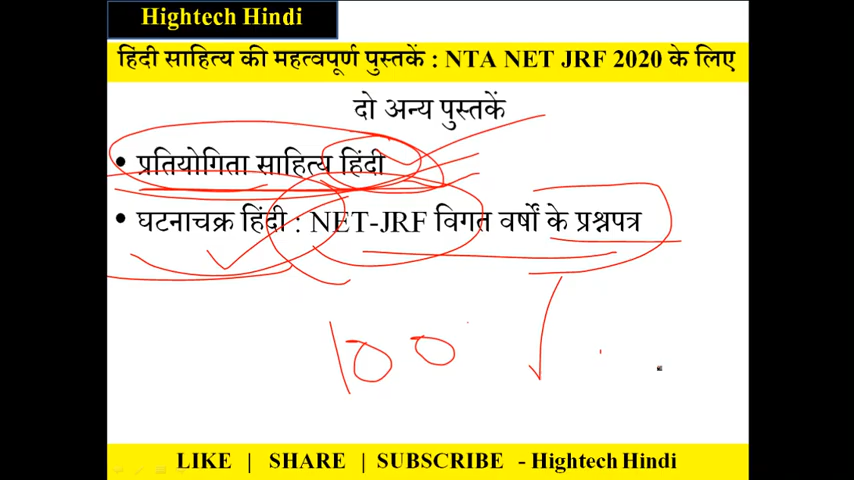 Hightech Hindi
हिंदी साहित्य की महत्वपूर्ण पुस्तकें : NTA NET JRF 2020 के लिए
दो अन्य पुस्तकें
• प्रतियोगिता साहित्य हिंदी
• घटनाचक्र हिंदी : NET-JRF विगत वर्षों के प्रश्नपत्र
100
LIKE | SHARE | SUBSCRIBE - Hightech Hindi